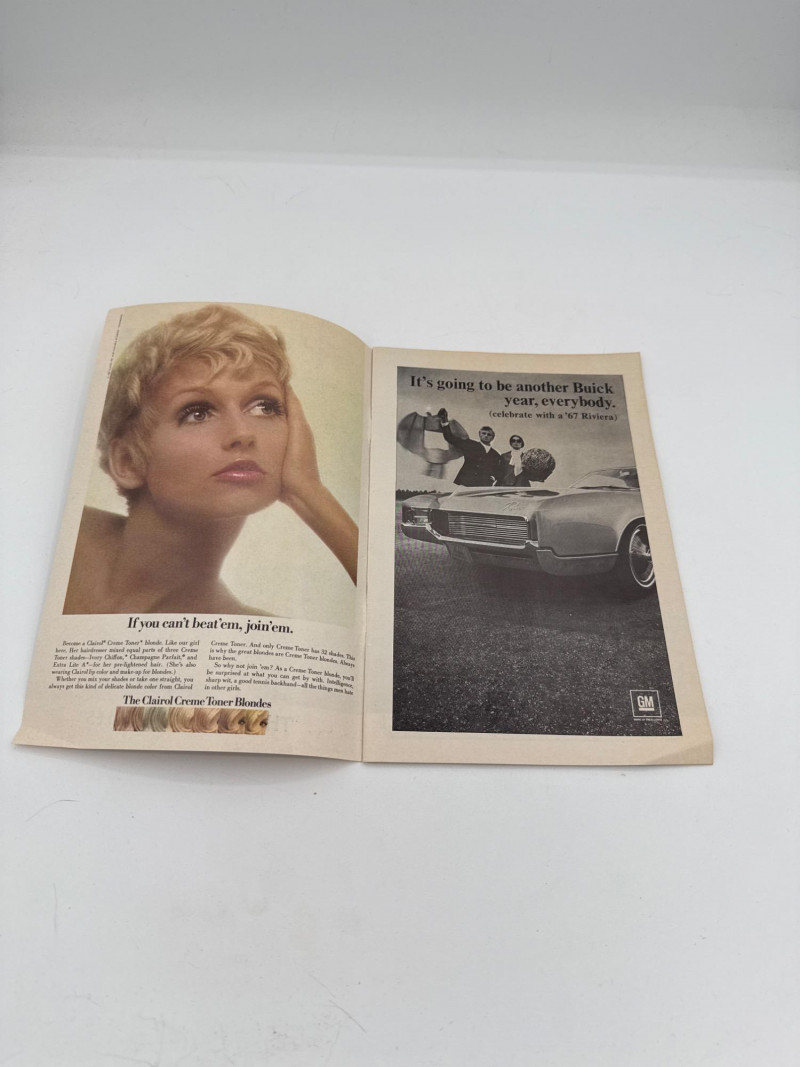 If you can't beat'em, join'em.
Become a Clairol® Creme Toner® blonde. Like our girl
here. Her hairdresser mixed equal parts of three Creme
Toner shades—Ivory Chiffon,® Champagne Parfait,® and
Extra Lite A®—for her pre-lightened hair. (She's also
wearing Clairol lip color and make-up for blondes.)
Whether you mix your shades or take one straight, you
always get this kind of delicate blonde color from Clairol
Creme Toner. And only Creme Toner has 32 shades. This
is why the great blondes are Creme Toner blondes. Always
have been.
So why not join 'em? As a Creme Toner blonde, you'll
be surprised at what you can get by with. Intelligence,
sharp wit, a good tennis backhand—all the things men hate
in other girls.
The Clairol Creme Toner Blondes
It's going to be another Buick
year, everybody.
(celebrate with a '67 Riviera)
GM